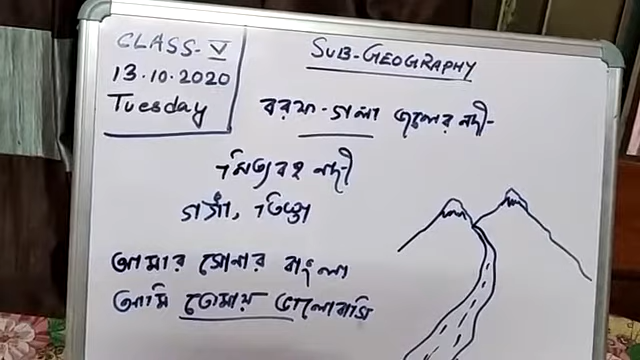 CLASS-V
13.10.2020
Tuesday
SUB-GEOGRAPHY
বরফ-গলা জলের নদী-
নিত্যবহ নদী
গঙ্গা, তিস্তা
আমার সোনার বাংলা
আমি তোমায় ভালোবাসি